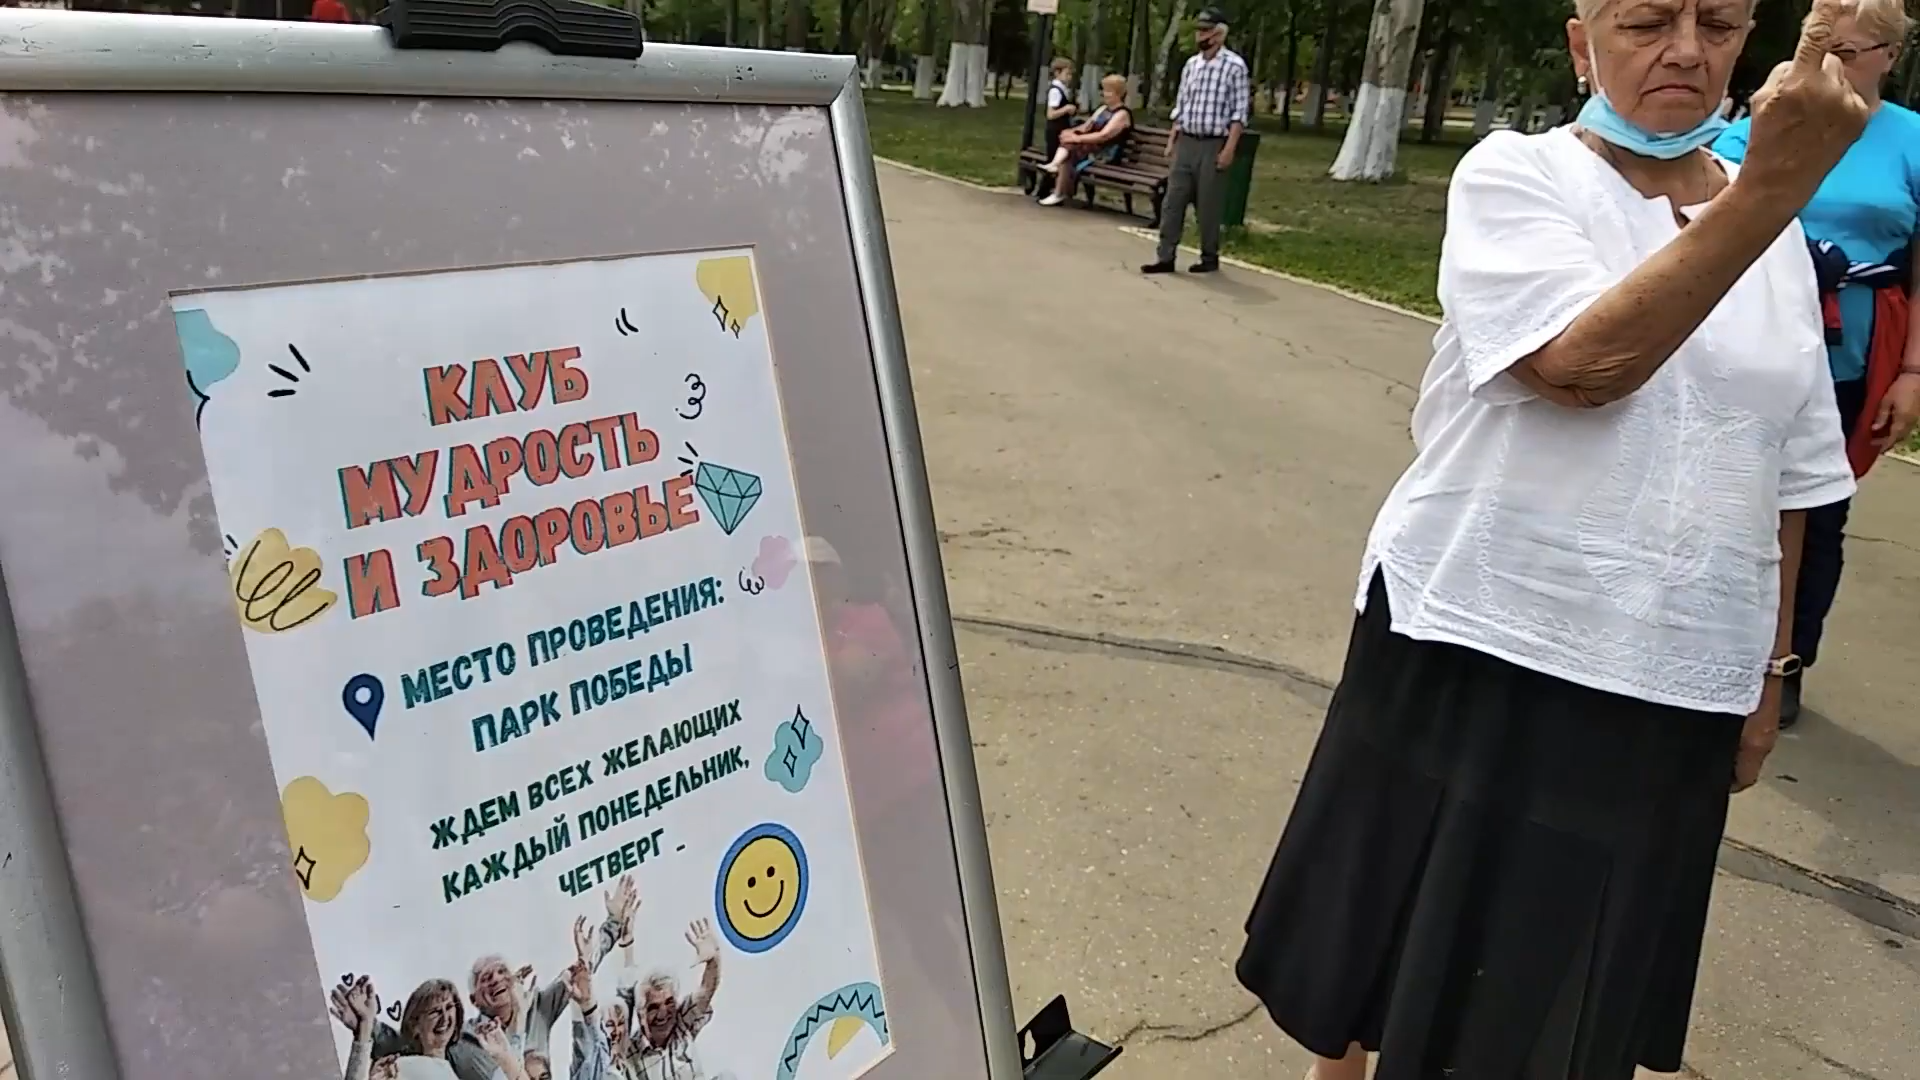 КЛУБ
МУДРОСТЬ
И ЗДОРОВЬЕ
МЕСТО ПРОВЕДЕНИЯ:
ПАРК ПОБЕДЫ
ЖДЕМ ВСЕХ ЖЕЛАЮЩИХ
КАЖДЫЙ ПОНЕДЕЛЬНИК,
ЧЕТВЕРГ -